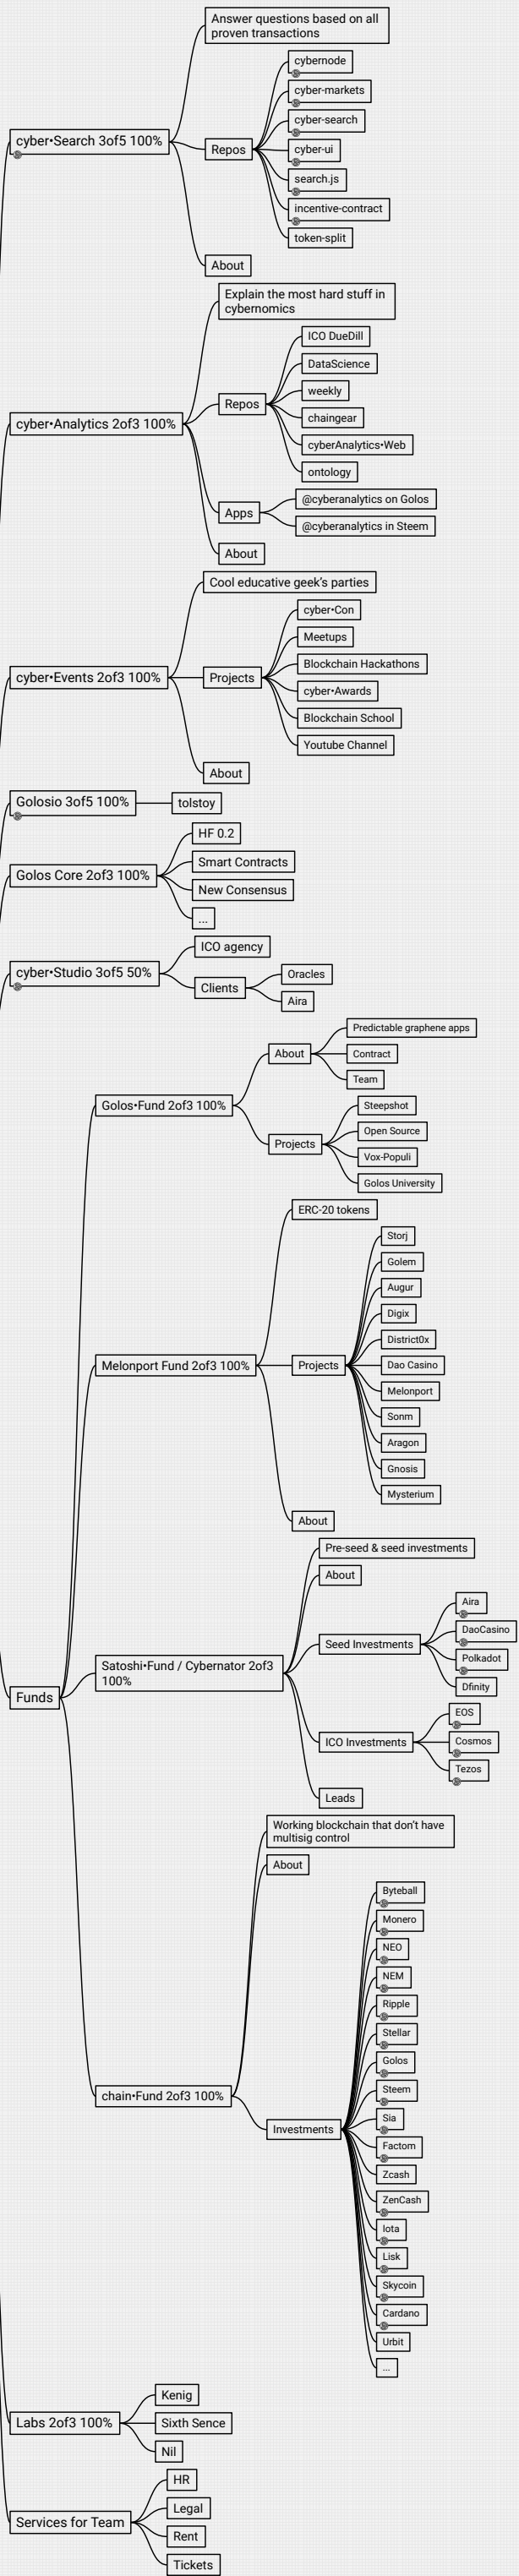 Answer questions based on all
proven transactions
cybernode
cyber-markets
cyber-search
cyber•Search 3of5 100%
Repos
cyber-ui
search.js
incentive-contract
token-split
About
Explain the most hard stuff in
cybernomics
ICO DueDill
DataScience
weekly
Repos
chaingear
cyber•Analytics 2of3 100%
cyberAnalytics•Web
ontology
@cyberanalytics on Golos
Apps
@cyberanalytics in Steem
About
Cool educative geek's parties
cyber•Con
Meetups
Blockchain Hackathons
cyber•Events 2of3 100%
Projects
cyber•Awards
Blockchain School
Youtube Channel
About
Golosio 3of5 100%
tolstoy
HF 0.2
Smart Contracts
Golos Core 2of3 100%
New Consensus
...
ICO agency
cyber•Studio 3of5 50%
Oracles
Clients
Aira
Predictable graphene apps
About
Contract
Team
Golos•Fund 2of3 100%
Steepshot
Open Source
Projects
Vox-Populi
Golos University
ERC-20 tokens
Storj
Golem
Augur
Digix
District0x
Melonport Fund 2of3 100%
Projects
Dao Casino
Melonport
Sonm
Aragon
Gnosis
Mysterium
About
Pre-seed & seed investments
About
Aira
DaoCasino
Seed Investments
Polkadot
Satoshi•Fund / Cybernator 2of3
100%
Dfinity
Funds
EOS
ICO Investments
Cosmos
Tezos
Leads
Working blockchain that don't have
multisig control
About
Byteball
Monero
NEO
NEM
Ripple
Stellar
Golos
Steem
chain•Fund 2of3 100%
Sia
Investments
Factom
Zcash
ZenCash
Iota
Lisk
Skycoin
Cardano
Urbit
...
Kenig
Labs 2of3 100%
Sixth Sence
Nil
HR
Legal
Services for Team
Rent
Tickets